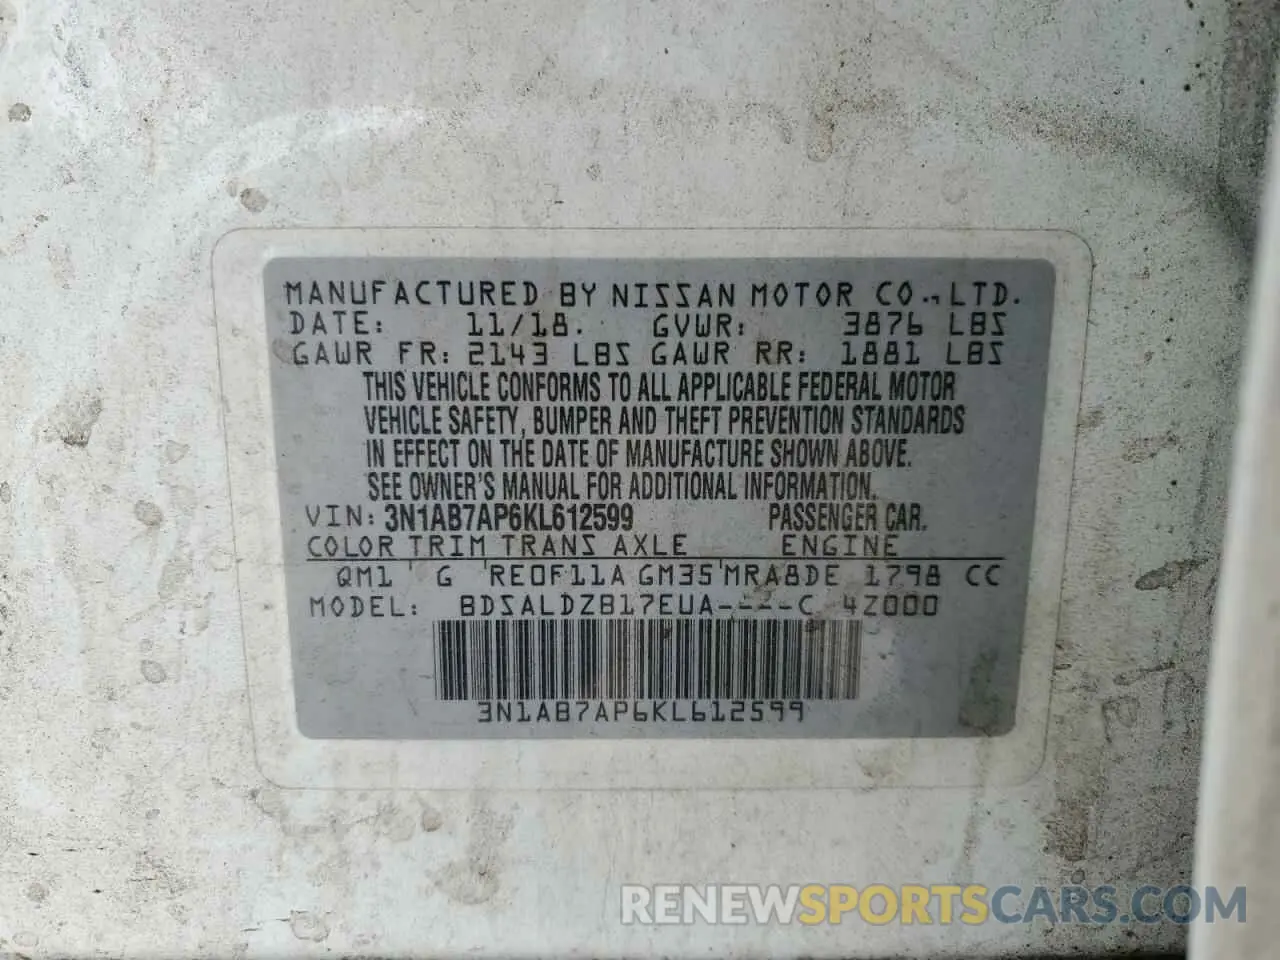 MANUFACTURED BY NISSAN MOTOR CO., LTD.
DATE: 11/18. GVWR: 3876 LBS
GAWR FR: 2143 LBS GAWR RR: 1881 LBS
THIS VEHICLE CONFORMS TO ALL APPLICABLE FEDERAL MOTOR
VEHICLE SAFETY, BUMPER AND THEFT PREVENTION STANDARDS
IN EFFECT ON THE DATE OF MANUFACTURE SHOWN ABOVE.
SEE OWNER'S MANUAL FOR ADDITIONAL INFORMATION.
VIN: 3N1AB7AP6KL612599 PASSENGER CAR.
COLOR TRIM TRANS AXLE ENGINE
QM1 G RE0F11A GM35 MRA8DE 1798 CC
MODEL: BDSALDZB17EUA----C 4Z000
3N1AB7AP6KL612599
RENEWSPORTSCARS.COM